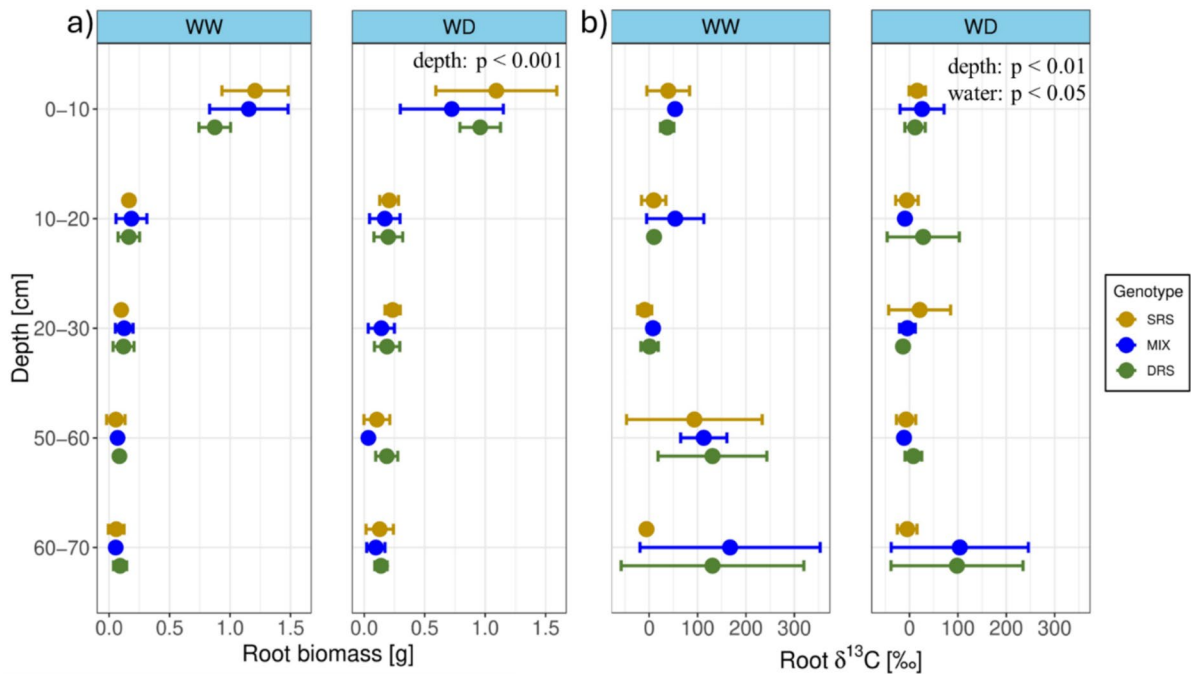 a)
WW
WD
b)
WW
WD
depth: p < 0.001
depth: p < 0.01
water: p < 0.05
Depth [cm]
0−10
10−20
20−30
50−60
60−70
Genotype
SRS
MIX
DRS
0.0 0.5 1.0 1.5
0.0 0.5 1.0 1.5
0 100 200 300
0 100 200 300
Root biomass [g]
Root δ¹³C [‰]